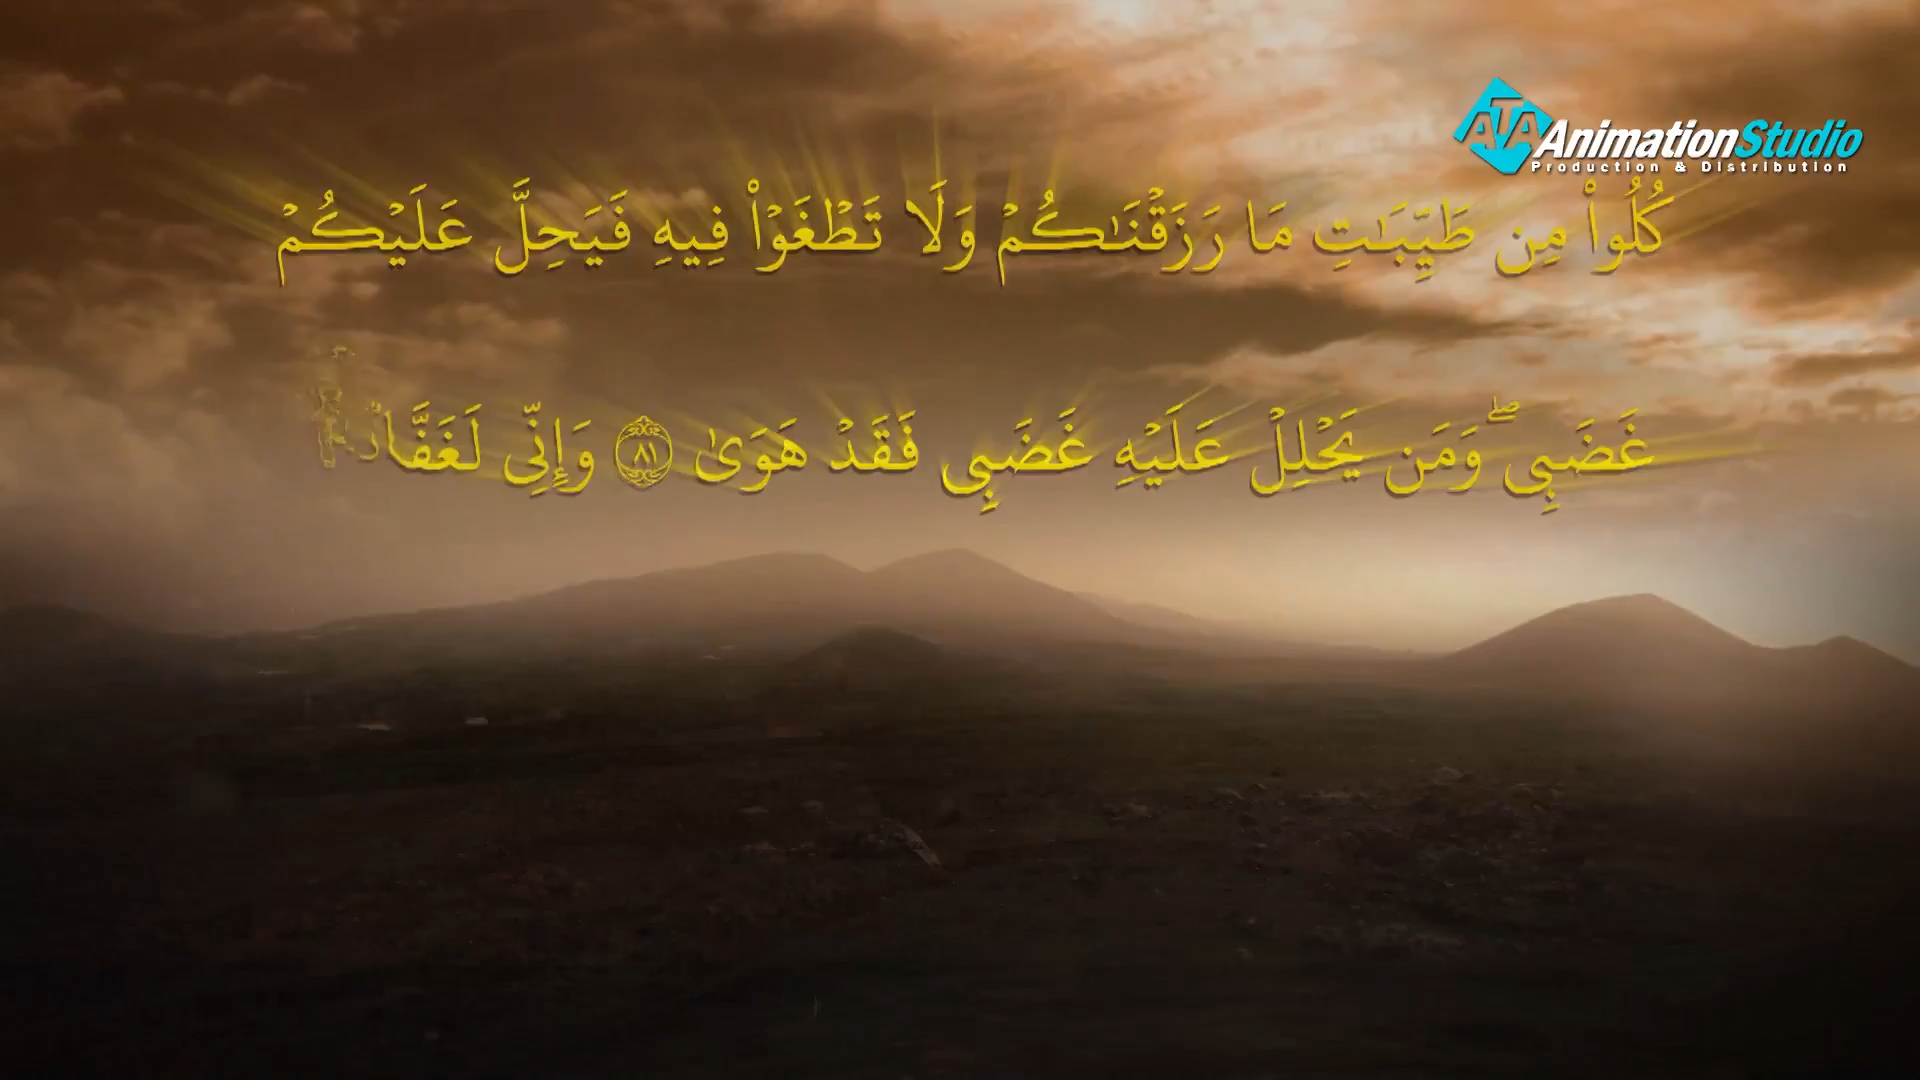 ATA AnimationStudio
Production & Distribution
كُلُوا۟ مِن طَيِّبَـٰتِ مَا رَزَقْنَـٰكُمْ وَلَا تَطْغَوْا۟ فِيهِ فَيَحِلَّ عَلَيْكُمْ
غَضَبِى ۖ وَمَن يَحْلِلْ عَلَيْهِ غَضَبِى فَقَدْ هَوَىٰ ٨١ وَإِنِّى لَغَفَّارٌ